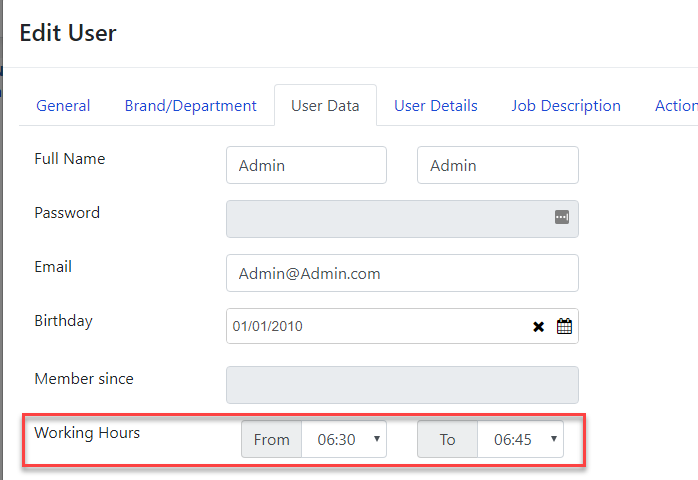 Edit User
General Brand/Department User Data User Details Job Description Action
Full Name Admin Admin
Password
Email Admin@Admin.com
Birthday 01/01/2010
Member since
Working Hours From 06:30 To 06:45